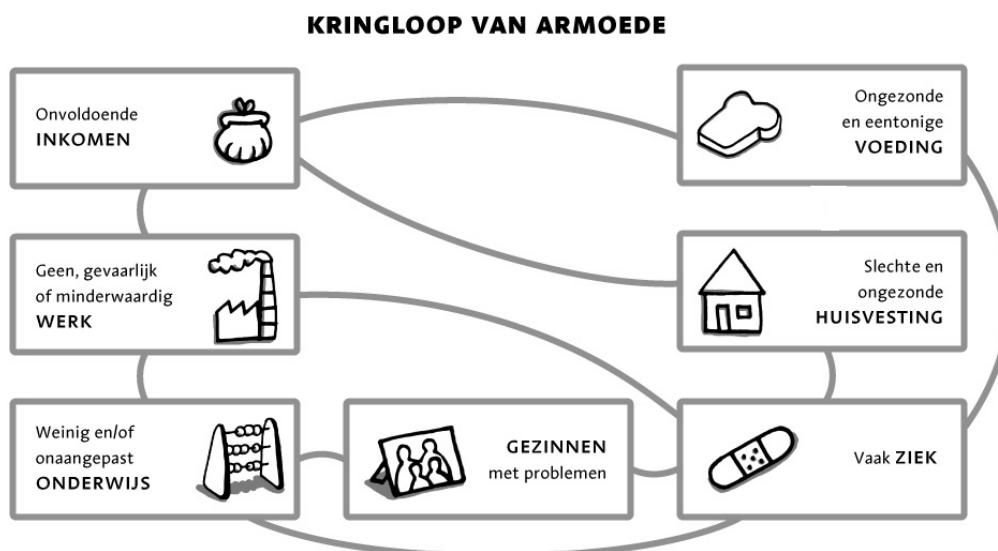 KRINGLOOP VAN ARMOEDE
Onvoldoende
INKOMEN
Ongezonde
en eentonige
VOEDING
Geen, gevaarlijk
of minderwaardig
WERK
Slechte en
ongezonde
HUISVESTING
Weinig en/of
onaangepast
ONDERWIJS
GEZINNEN
met problemen
Vaak ZIEK